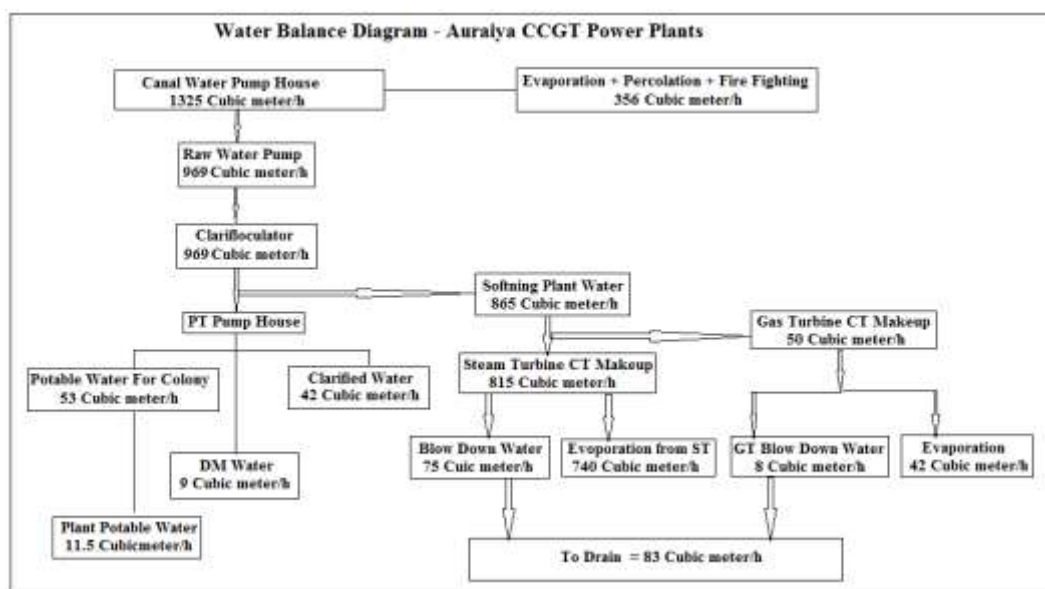 Water Balance Diagram - Auraiya CCGT Power Plants
Canal Water Pump House
1325 Cubic meter/h
Evaporation + Percolation + Fire Fighting
356 Cubic meter/h
Raw Water Pump
969 Cubic meter/h
Clarifloculator
969 Cubic meter/h
Softning Plant Water
865 Cubic meter/h
PT Pump House
Gas Turbine CT Makeup
50 Cubic meter/h
Steam Turbine CT Makeup
815 Cubic meter/h
Potable Water For Colony
53 Cubic meter/h
Clarified Water
42 Cubic meter/h
Blow Down Water
75 Cuic meter/h
Evoporation from ST
740 Cubic meter/h
GT Blow Down Water
8 Cubic meter/h
Evaporation
42 Cubic meter/h
DM Water
9 Cubic meter/h
Plant Potable Water
11.5 Cubicmeter/h
To Drain = 83 Cubic meter/h